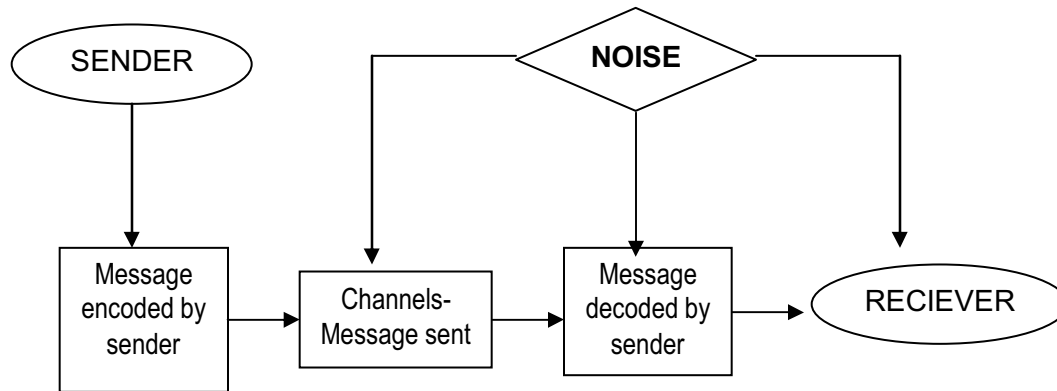 SENDER
NOISE
Message
encoded by
sender
Channels-
Message sent
Message
decoded by
sender
RECIEVER